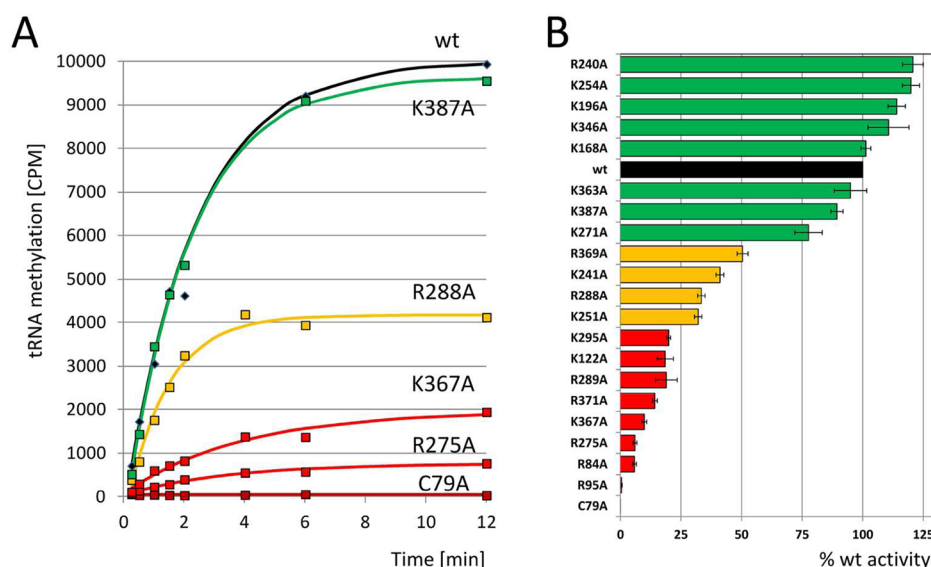 A
wt
10000
K387A
9000
8000
7000
6000
5000
R288A
4000
3000
K367A
2000
R275A
1000
C79A
0
0 2 4 6 8 10 12
tRNA methylation [CPM]
Time [min]
B
R240A
K254A
K196A
K346A
K168A
wt
K363A
K387A
K271A
R369A
K241A
R288A
K251A
K295A
K122A
R289A
R371A
K367A
R275A
R84A
R95A
C79A
0 25 50 75 100 125
% wt activity